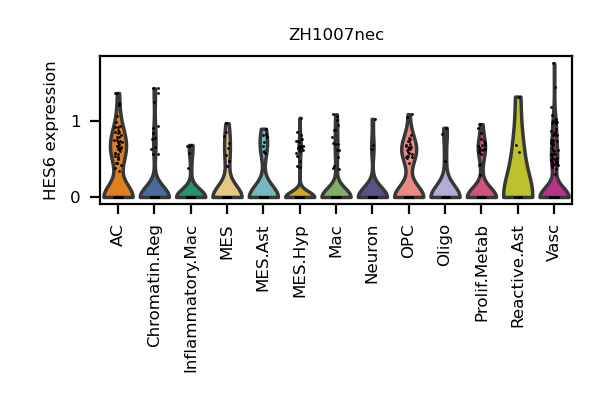 ZH1007nec
HES6 expression
1
0
AC
Chromatin.Reg
Inflammatory.Mac
MES
MES.Ast
MES.Hyp
Mac
Neuron
OPC
Oligo
Prolif.Metab
Reactive.Ast
Vasc